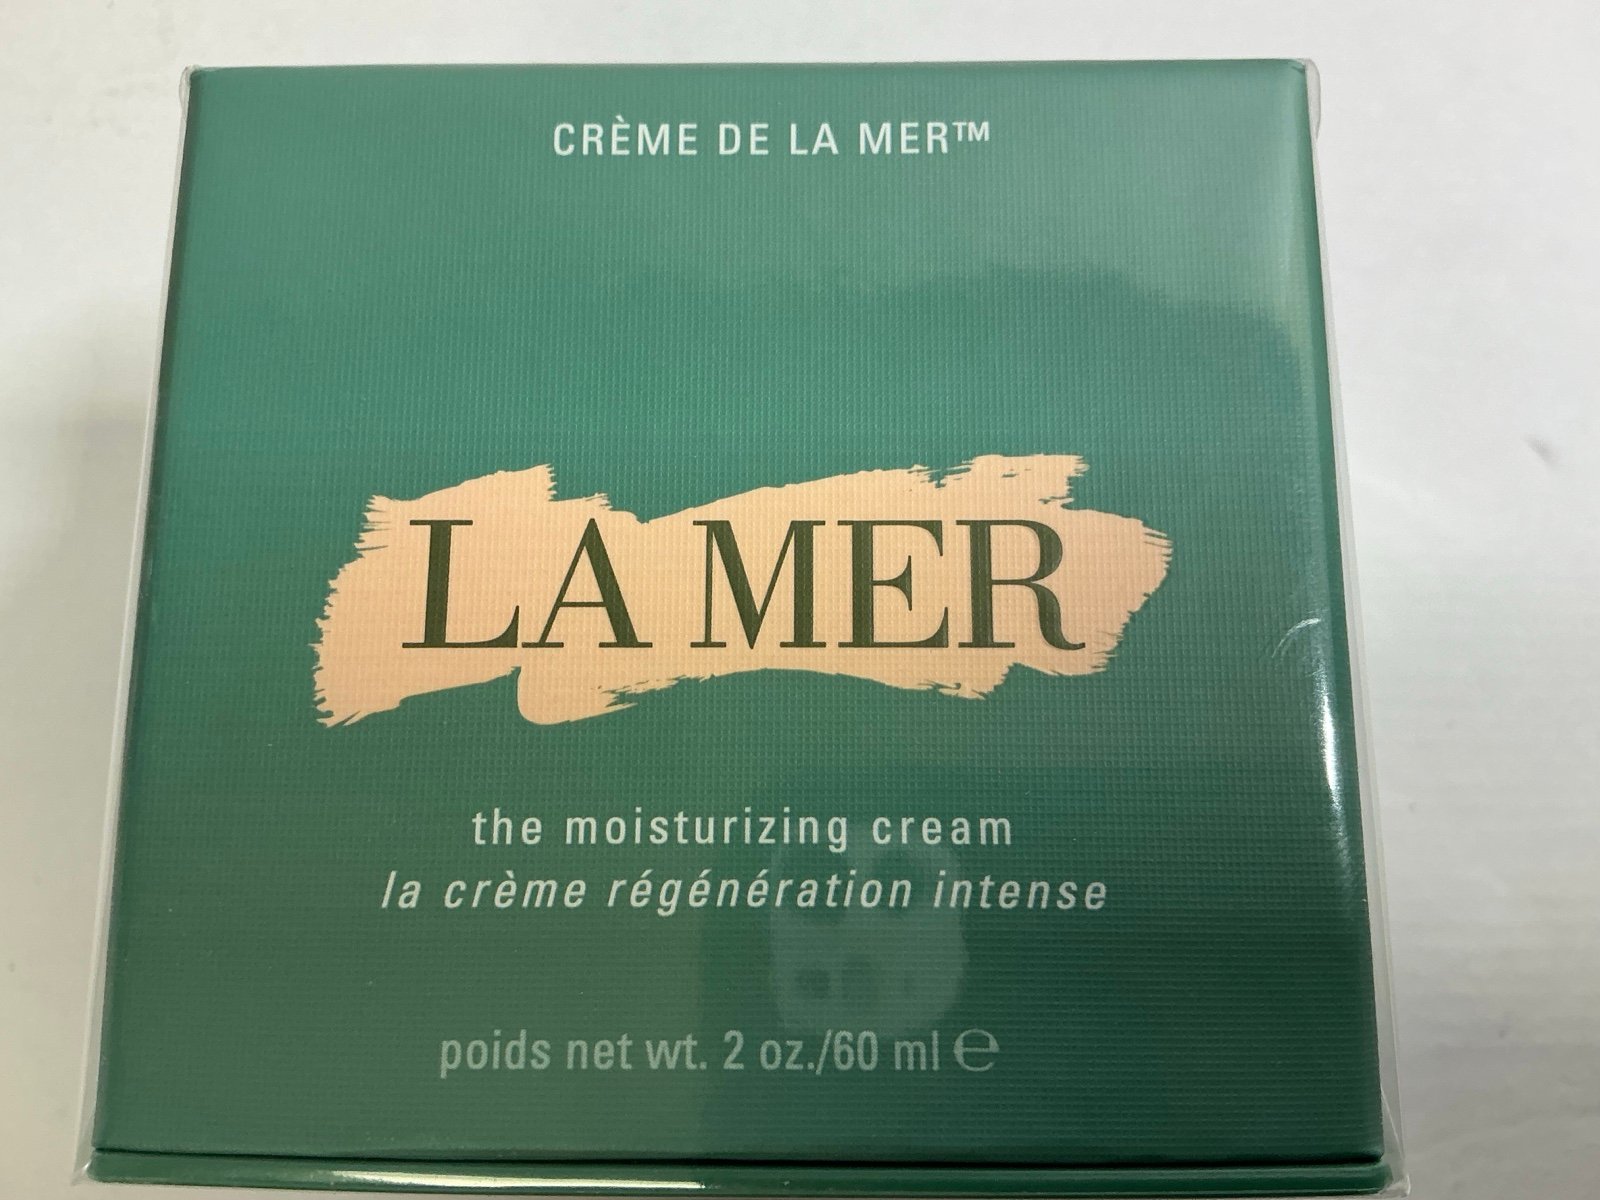 CRÈME DE LA MER™
LA MER
the moisturizing cream
la crème régénération intense
poids net wt. 2 oz./60 ml ℮